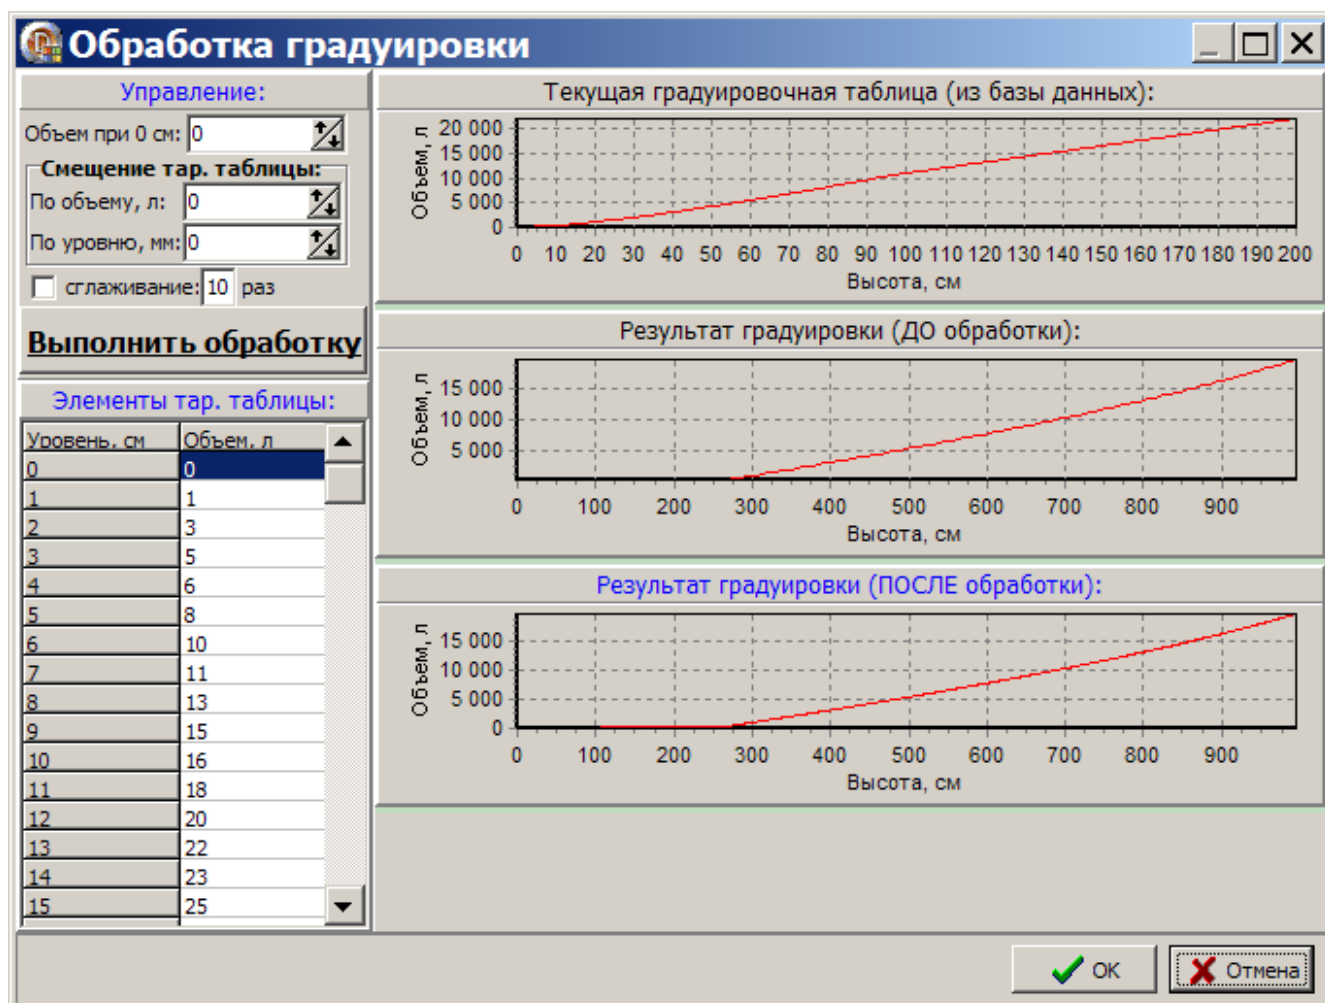 Обработка градуировки
Управление:
Объем при 0 см: 0
Смещение тар. таблицы:
По объему, л: 0
По уровню, мм: 0
сглаживание: 10 раз
Выполнить обработку
Элементы тар. таблицы:
Уровень, см Объем, л
0 0
1 1
2 3
3 5
4 6
5 8
6 10
7 11
8 13
9 15
10 16
11 18
12 20
13 22
14 23
15 25
Текущая градуировочная таблица (из базы данных):
Объем, л
20 000
15 000
10 000
5 000
0
0 10 20 30 40 50 60 70 80 90 100 110 120 130 140 150 160 170 180 190 200
Высота, см
Результат градуировки (ДО обработки):
Объем, л
15 000
10 000
5 000
0 100 200 300 400 500 600 700 800 900
Высота, см
Результат градуировки (ПОСЛЕ обработки):
Объем, л
15 000
10 000
5 000
0
0 100 200 300 400 500 600 700 800 900
Высота, см
OK
Отмена